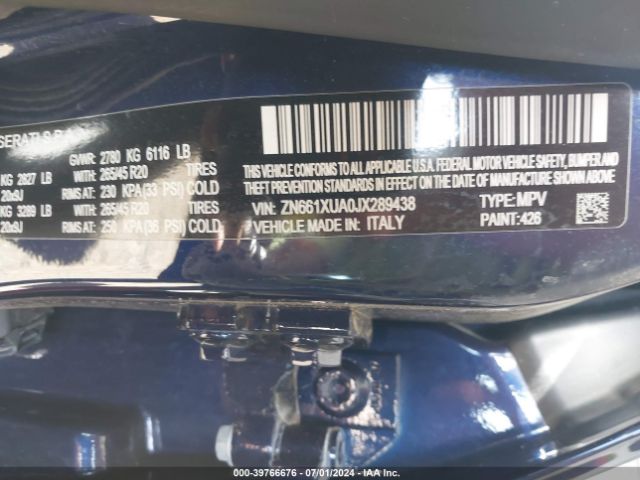 GVWR: 2780 KG 6116 LB
KG 2827 LB WITH: 265/45 R20 TIRES
20x9J RIMS AT: 230 KPA (33 PSI) COLD
KG 3289 LB WITH: 265/45 R20 TIRES
20x9J RIMS AT: 250 KPA (36 PSI) COLD
THIS VEHICLE CONFORMS TO ALL APPLICABLE U.S.A. FEDERAL MOTOR VEHICLE SAFETY, BUMPER AND
THEFT PREVENTION STANDARDS IN EFFECT ON THE DATE OF MANUFACTURE SHOWN ABOVE.
VIN: ZN661XUA0JX289438 TYPE: MPV
VEHICLE MADE IN: ITALY PAINT: 426
000-39766676 / 07/01/2024 - IAA Inc.